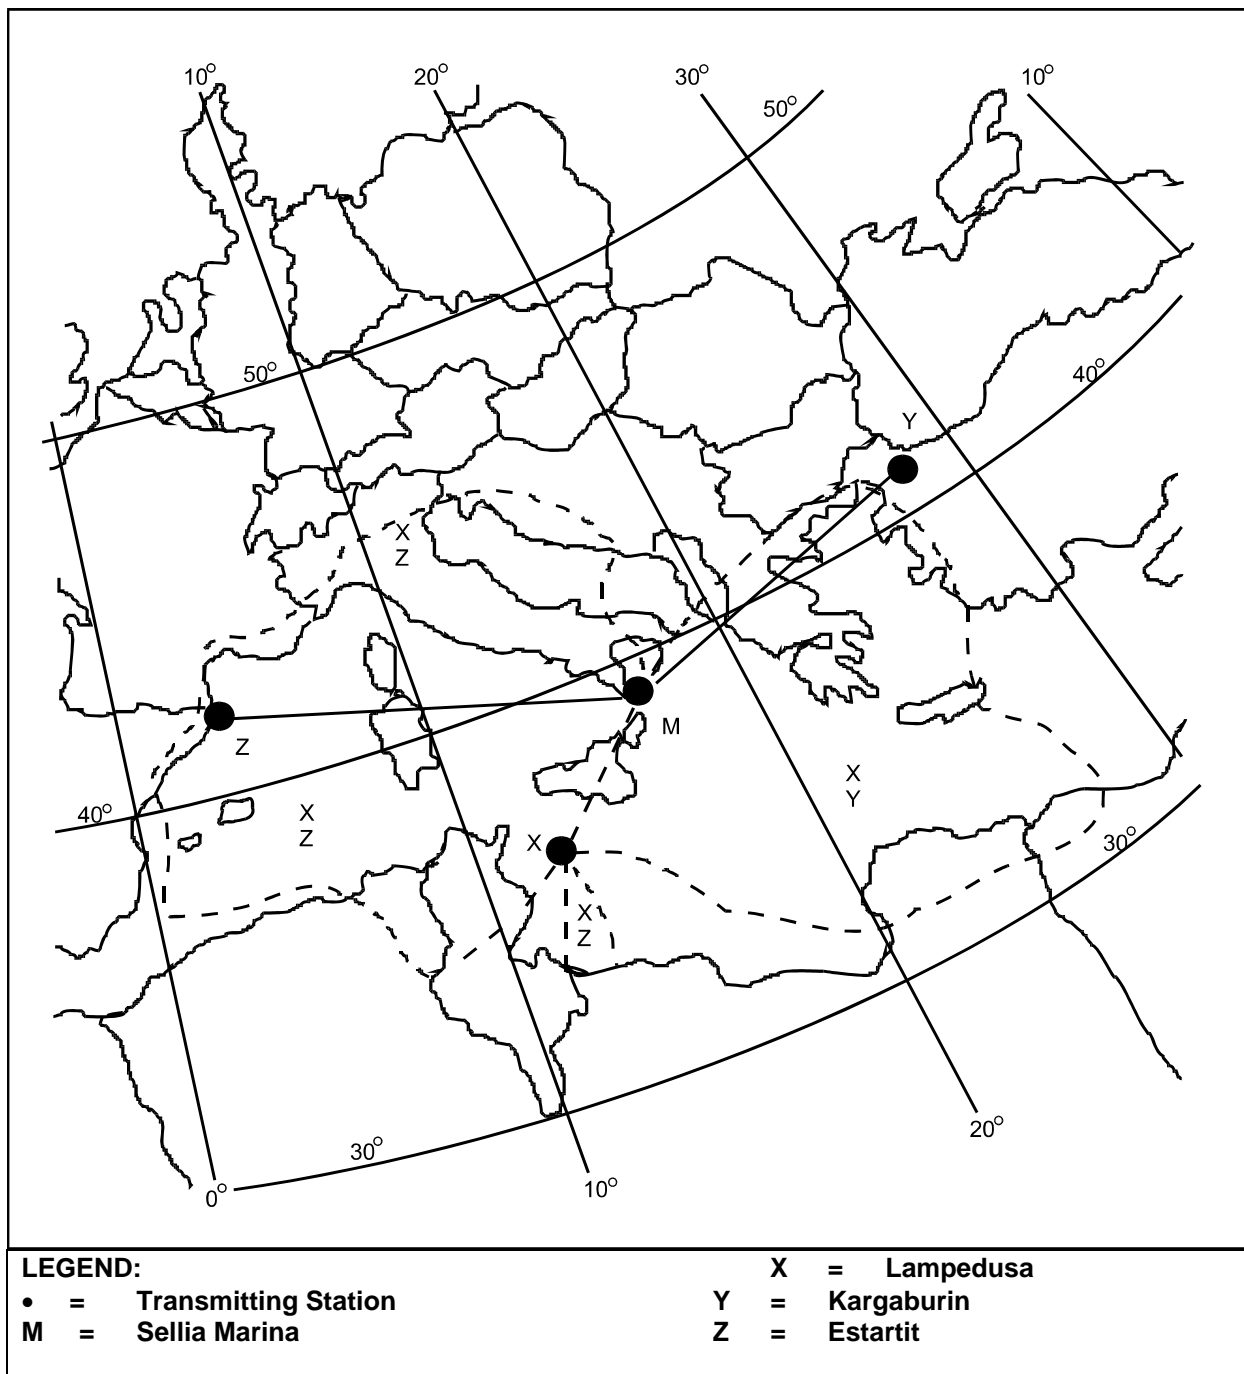 10°
20°
30°
10°
50°
50°
40°
Y
X
Z
M
Z
X
Y
40°
X
Z
X
30°
X
Z
20°
30°
10°
0°
LEGEND:
X = Lampedusa
• = Transmitting Station
Y = Kargaburin
M = Sellia Marina
Z = Estartit